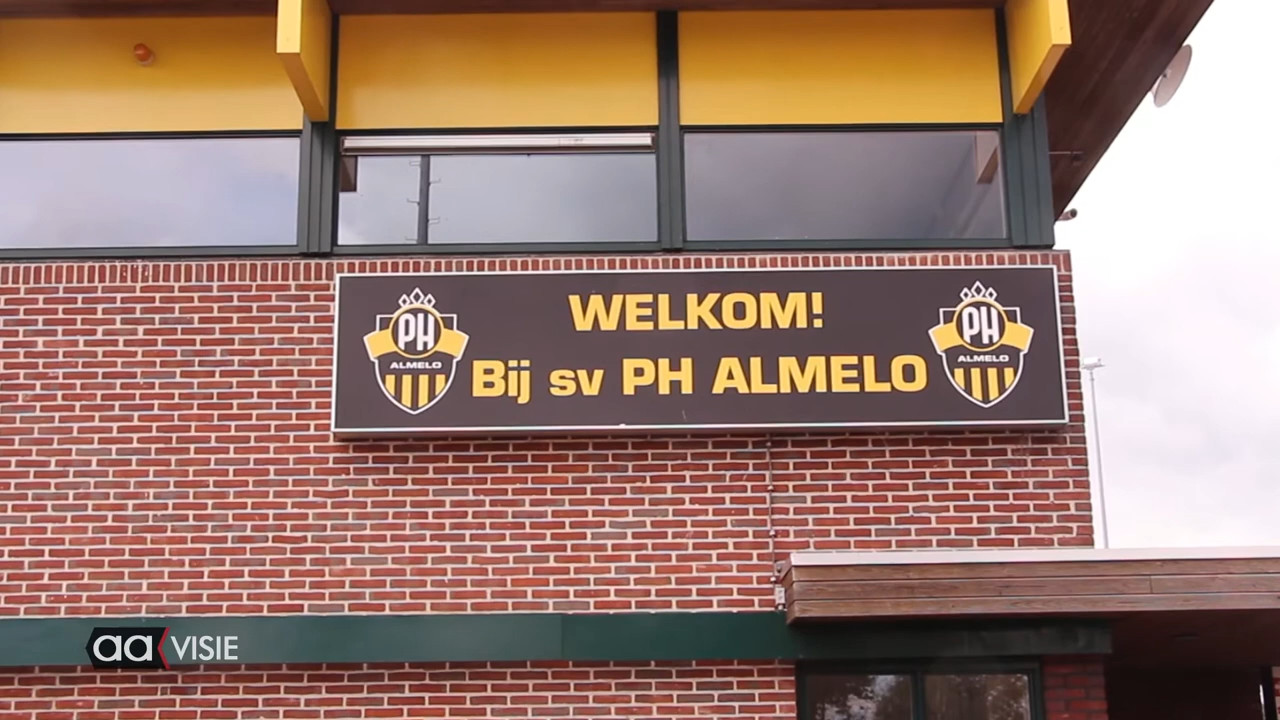 WELKOM!
Bij sv PH ALMELO
PH
ALMELO
PH
ALMELO
aa VISIE